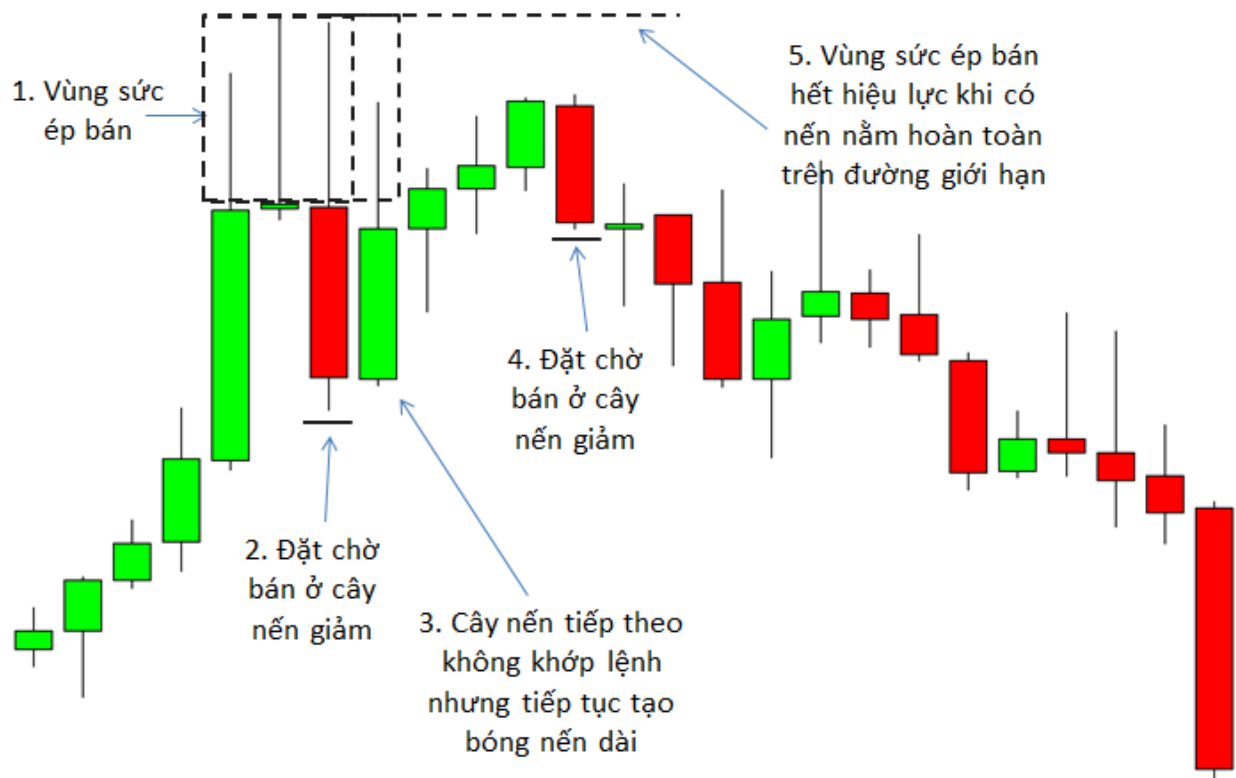 1. Vùng sức
ép bán
5. Vùng sức ép bán
hết hiệu lực khi có
nến nằm hoàn toàn
trên đường giới hạn
4. Đặt chờ
bán ở cây
nến giảm
2. Đặt chờ
bán ở cây
nến giảm
3. Cây nến tiếp theo
không khớp lệnh
nhưng tiếp tục tạo
bóng nến dài